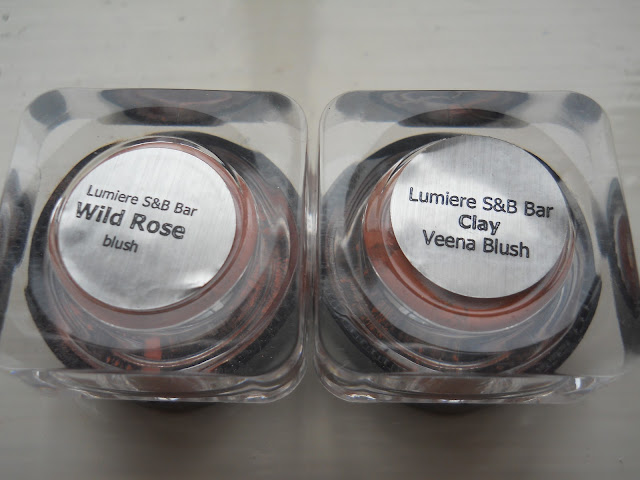 Lumiere S&B Bar
Wild Rose
blush
Lumiere S&B Bar
Clay
Veena Blush